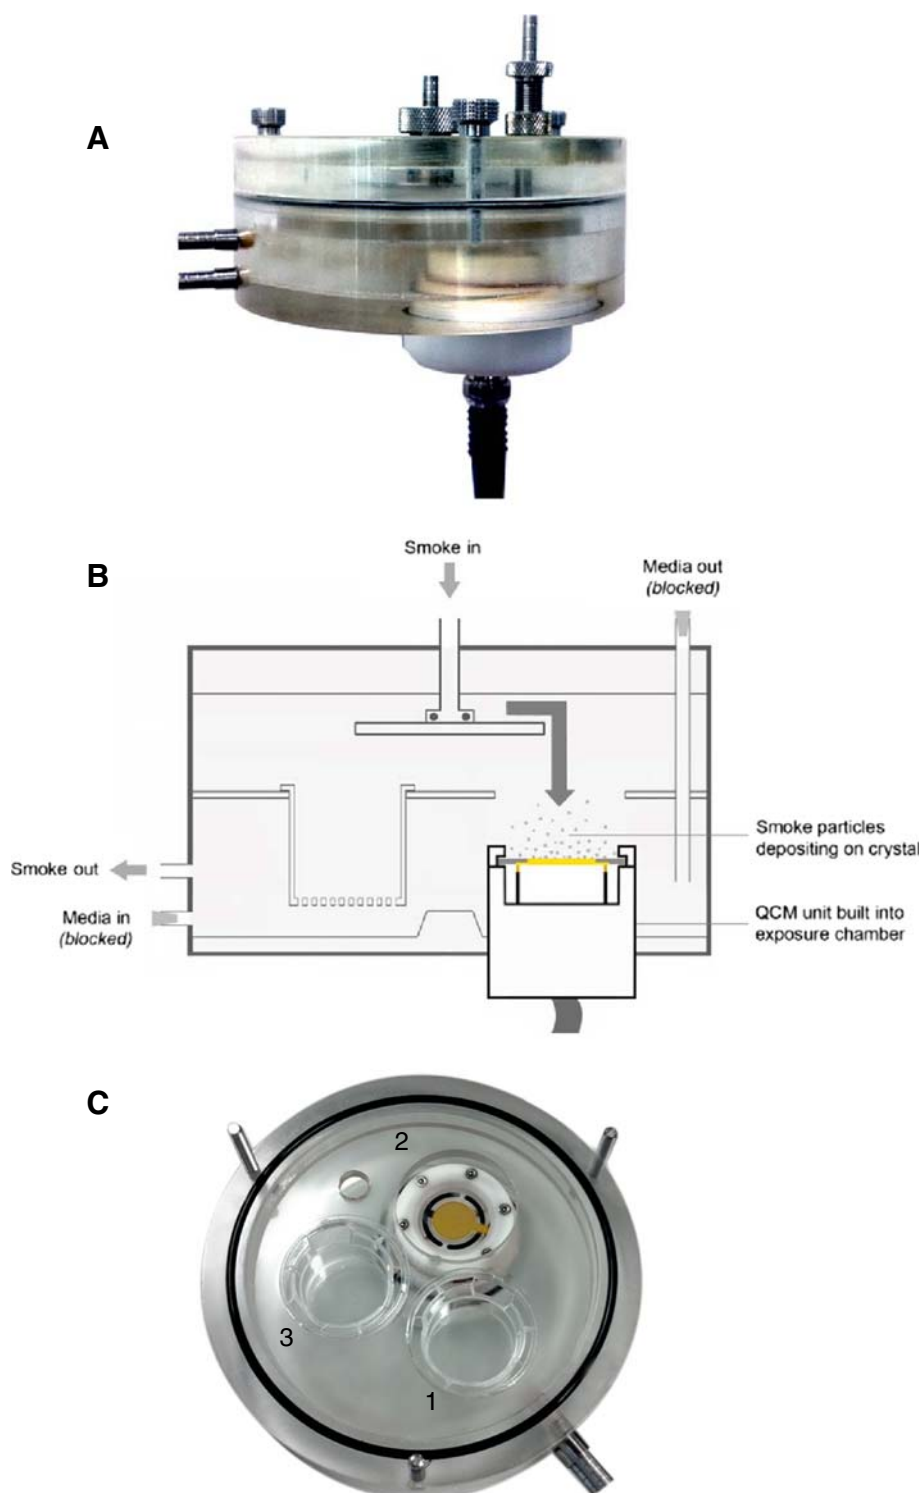 A
B
Smoke in
Media out
(blocked)
Smoke particles
depositing on crystal
Smoke out
Media in
(blocked)
QCM unit built into
exposure chamber
C
2
3
1